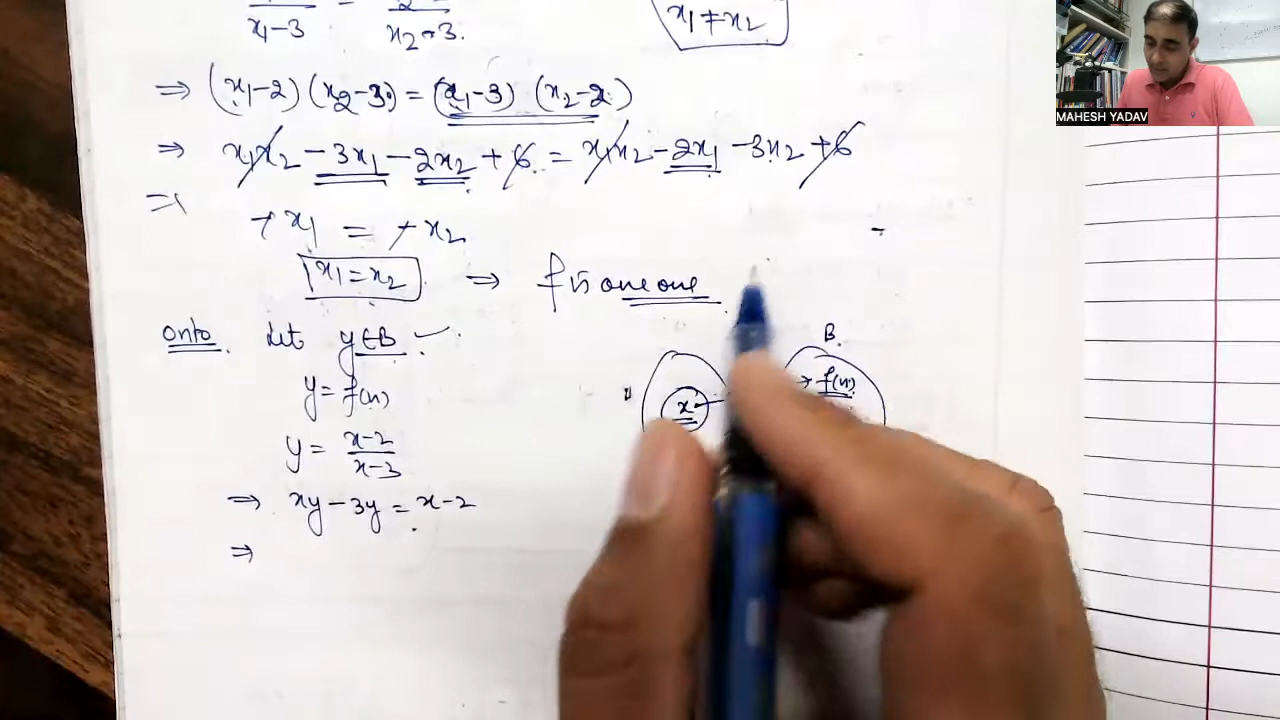 x₁-3 = x₂-3.
x₁ ≠ x₂
⇒ (x₁-2) (x₂-3) = (x₁-3) (x₂-2)
⇒ x₁x₂ - 3x₁ - 2x₂ + 6 = x₁x₂ - 2x₁ - 3x₂ + 6
⇒
+ x₁ = + x₂
x₁ = x₂ ⇒ f is one one
onto. Let y ∈ B ✓
y = f(x)
y = x-2
x-3
⇒ xy - 3y = x - 2
⇒
B.
x
→ f(x)
MAHESH YADAV